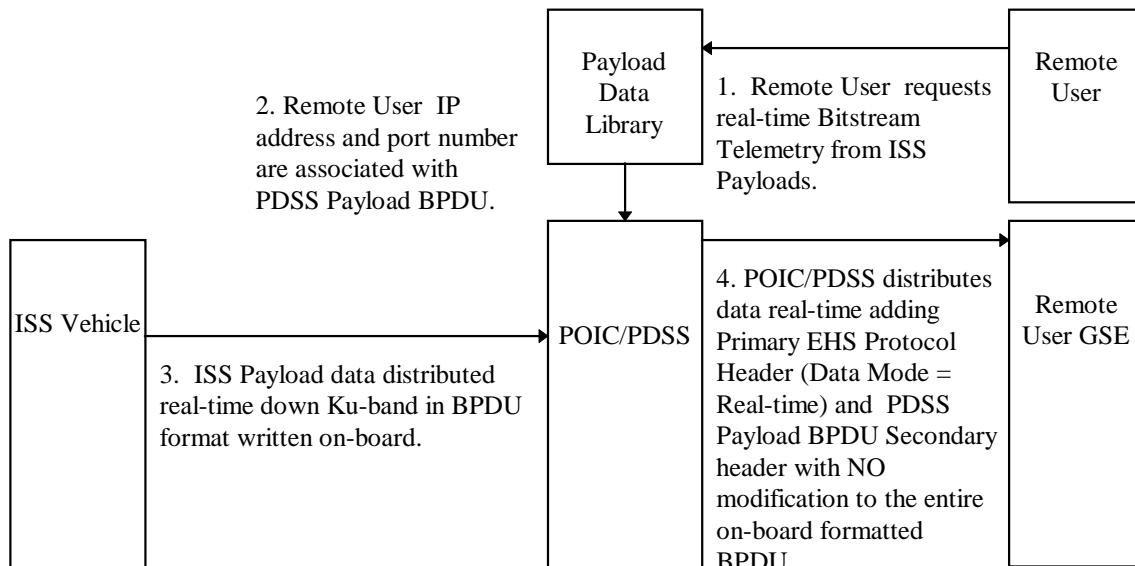 Payload
Data
Library
Remote
User
1. Remote User requests
real-time Bitstream
Telemetry from ISS
Payloads.
2. Remote User IP
address and port number
are associated with
PDSS Payload BPDU.
ISS Vehicle
POIC/PDSS
Remote
User GSE
3. ISS Payload data distributed
real-time down Ku-band in BPDU
format written on-board.
4. POIC/PDSS distributes
data real-time adding
Primary EHS Protocol
Header (Data Mode =
Real-time) and PDSS
Payload BPDU Secondary
header with NO
modification to the entire
on-board formatted
BPDU